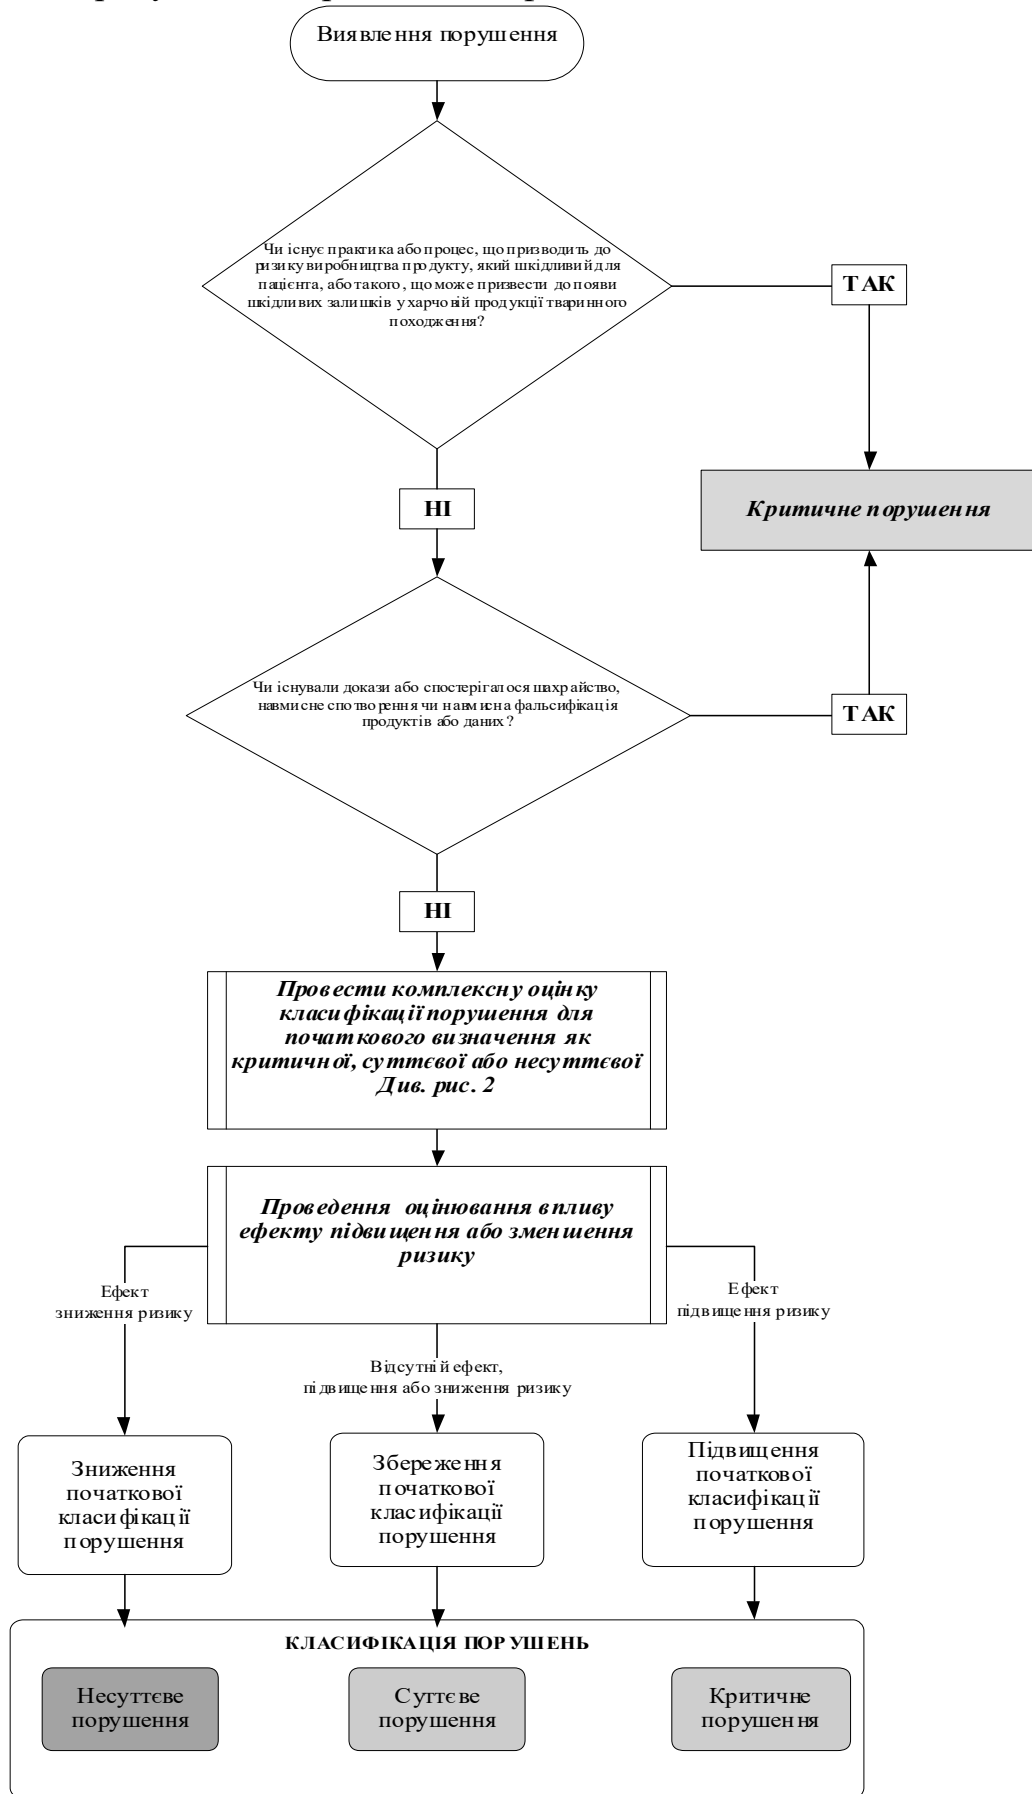 Виявлення порушення
Чи існує практика або процес, що призводить до
ризику виробництва продукту, який шкідливий для
пацієнта, або такого, що може призвести до появи
шкідливих залишків у харчовій продукції тваринного
походження?
ТАК
Критичне порушення
НІ
Чи існували докази або спостерігалося шахрайство,
навмисне спотворення чи навмисна фальсифікація
продуктів або даних?
ТАК
НІ
Провести комплексну оцінку
класифікації порушення для
початкового визначення як
критичної, суттєвої або несуттєвої
Див. рис. 2
Проведення оцінювання впливу
ефекту підвищення або зменшення
ризику
Ефект
зниження ризику
Відсутній ефект,
підвищення або зниження ризику
Ефект
підвищення ризику
Зниження
початкової
класифікації
порушення
Збереження
початкової
класифікації
порушення
Підвищення
початкової
класифікації
порушення
КЛАСИФІКАЦІЯ ПОРУШЕНЬ
Несуттєве
порушення
Суттєве
порушення
Критичне
порушення